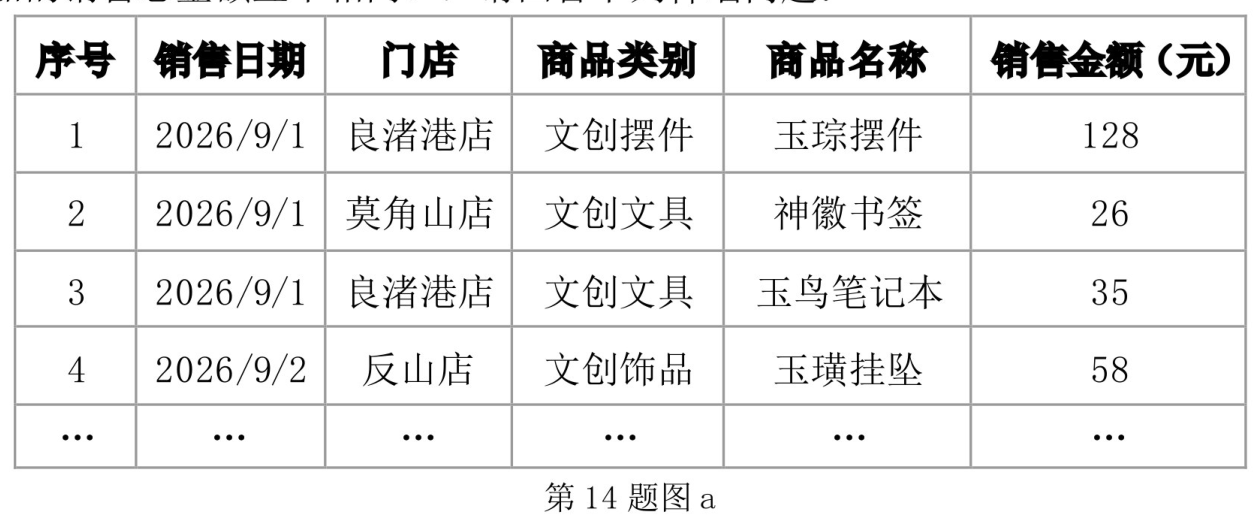 序号 销售日期 门店 商品类别 商品名称 销售金额（元）
1 2026/9/1 良渚港店 文创摆件 玉琮摆件 128
2 2026/9/1 莫角山店 文创文具 神徽书签 26
3 2026/9/1 良渚港店 文创文具 玉鸟笔记本 35
4 2026/9/2 反山店 文创饰品 玉璜挂坠 58
… … … … … …
第 14 题图 a